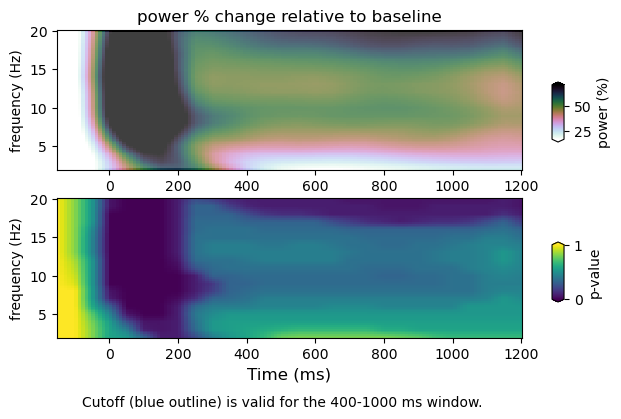 power % change relative to baseline
20
15
10
5
frequency (Hz)
0 200 400 600 800 1000 1200
50
25
power (%)
20
15
10
5
frequency (Hz)
0 200 400 600 800 1000 1200
Time (ms)
1
0
p-value
Cutoff (blue outline) is valid for the 400-1000 ms window.